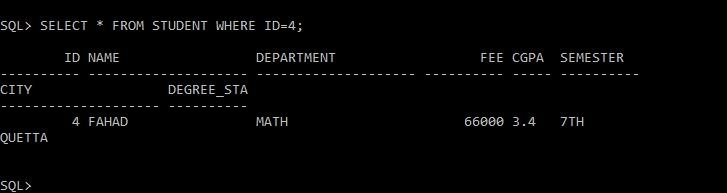 SQL> SELECT * FROM STUDENT WHERE ID=4;
        ID NAME                 DEPARTMENT                  FEE CGPA  SEMESTER
---------- -------------------- -------------------- ---------- ----- ----------
CITY                 DEGREE_STA
-------------------- ----------
         4 FAHAD                MATH                      66000 3.4   7TH
QUETTA
SQL>